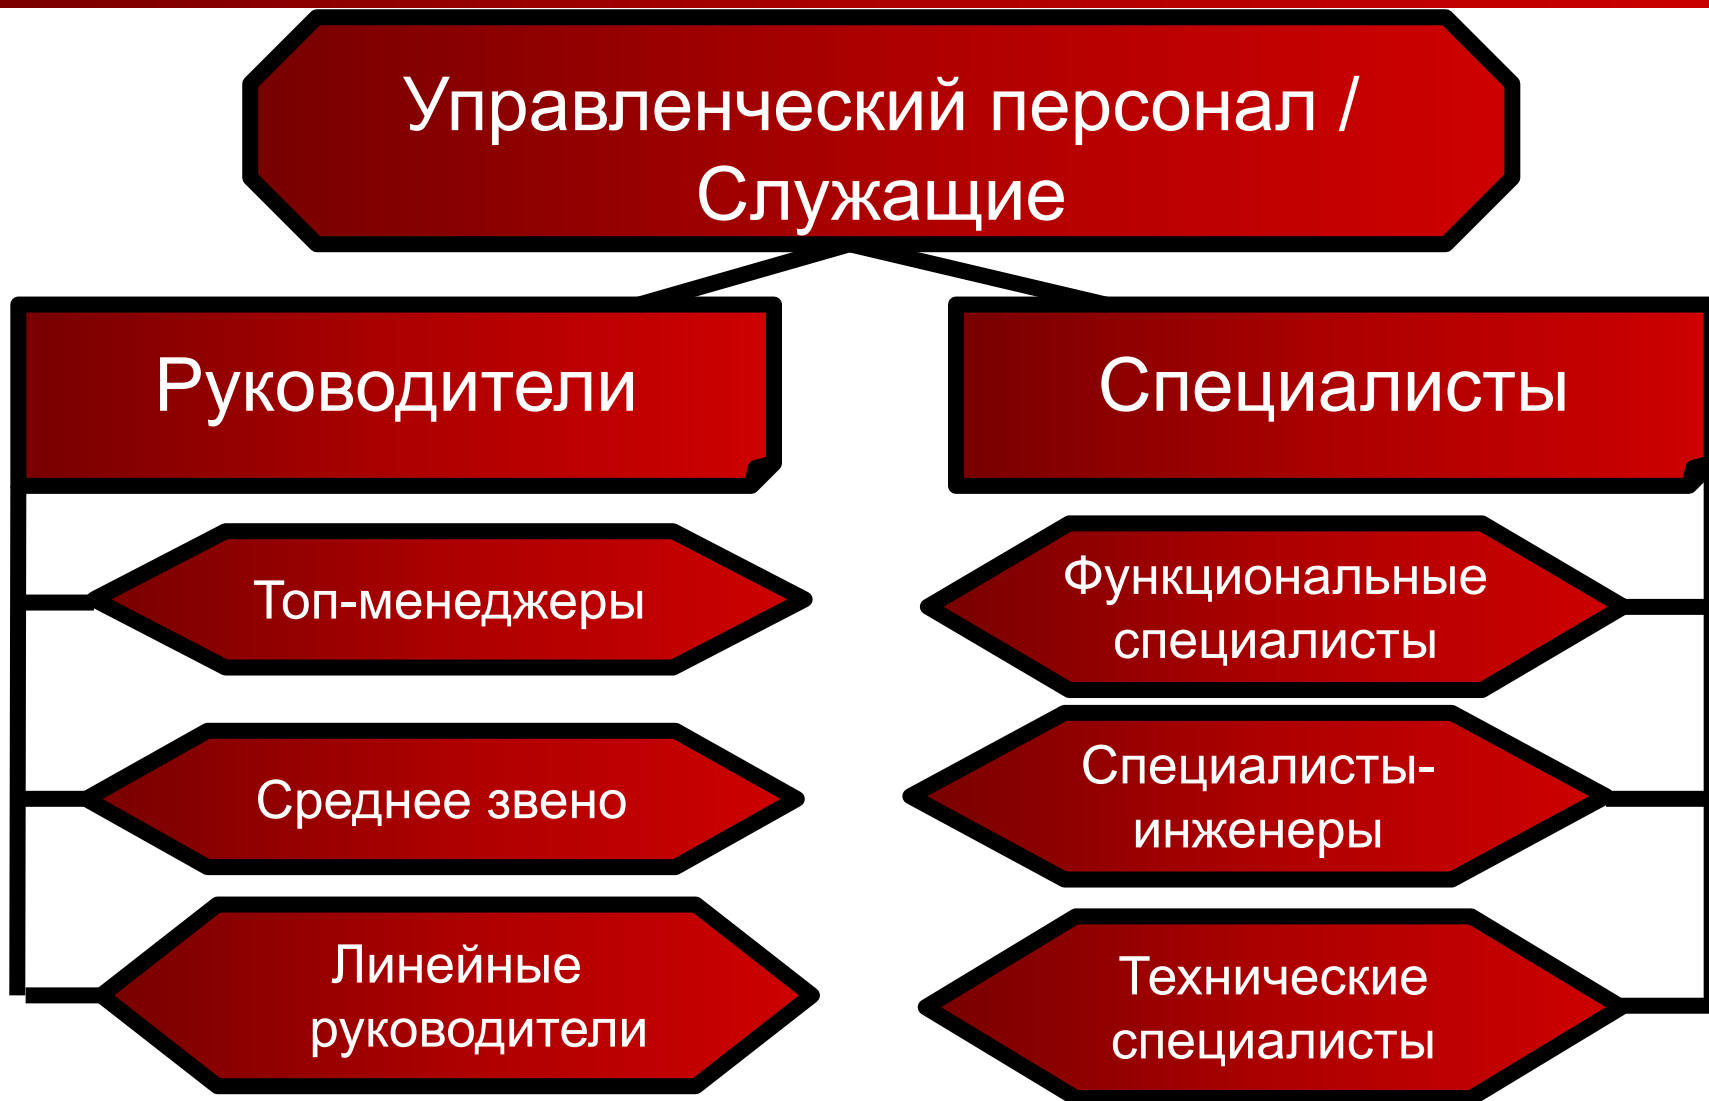 Управленческий персонал /
Служащие
Руководители
Специалисты
Топ-менеджеры
Функциональные
специалисты
Среднее звено
Специалисты-
инженеры
Линейные
руководители
Технические
специалисты